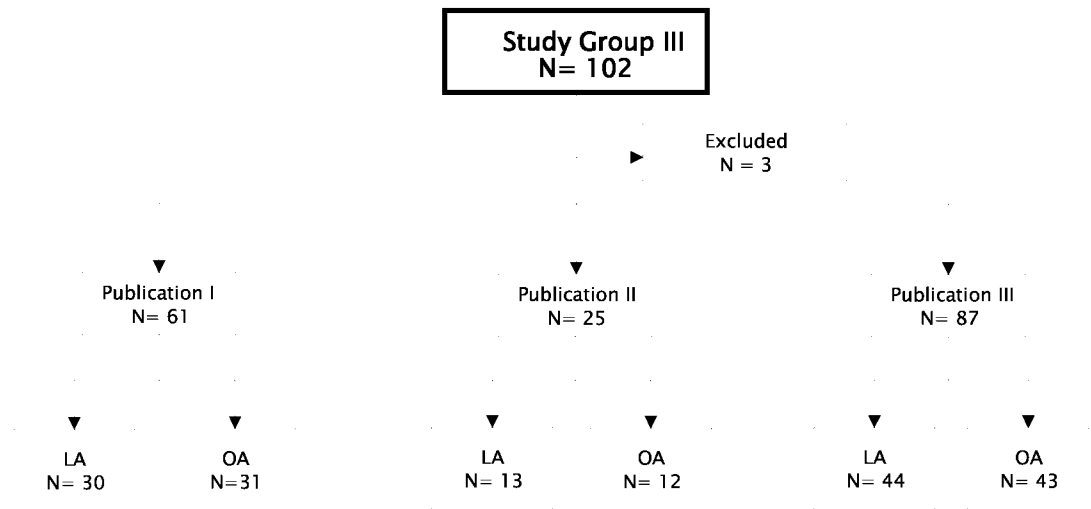 Study Group III
N= 102
Excluded
N = 3
Publication I
N= 61
Publication II
N= 25
Publication III
N= 87
LA
N= 30
OA
N=31
LA
N= 13
OA
N= 12
LA
N= 44
OA
N= 43